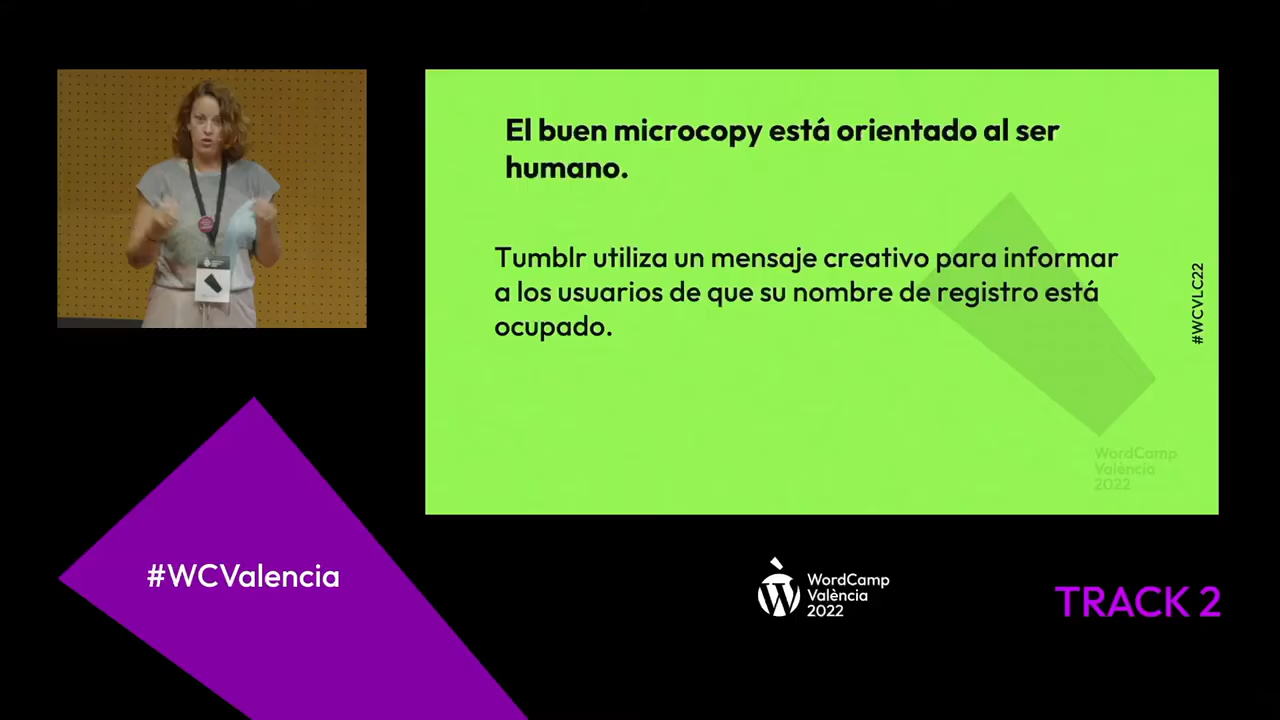 El buen microcopy está orientado al ser
humano.
Tumblr utiliza un mensaje creativo para informar
a los usuarios de que su nombre de registro está
ocupado.
#WCVLC22
WordCamp
València
2022
#WCValencia
WordCamp
València
2022
TRACK 2